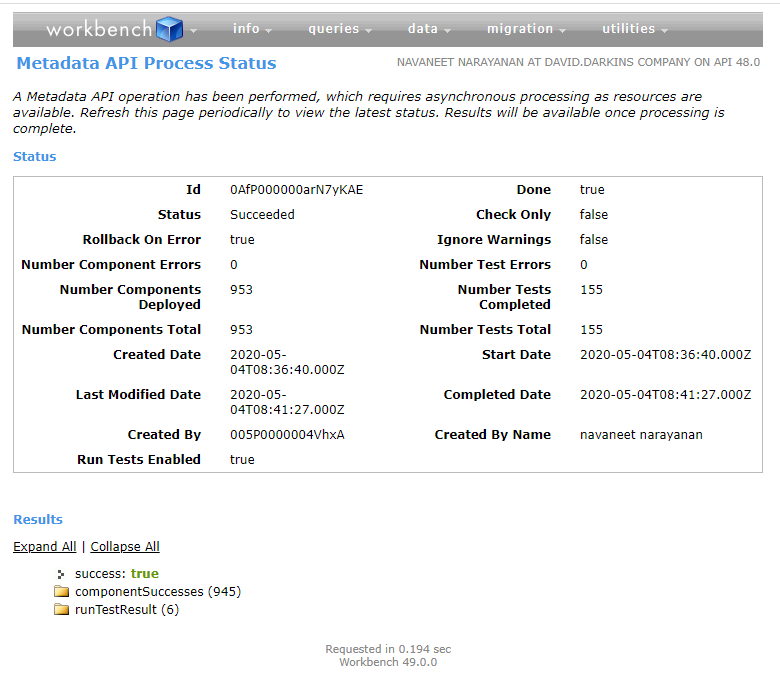 workbench
info
queries
data
migration
utilities
Metadata API Process Status
NAVANEET NARAYANAN AT DAVID.DARKINS COMPANY ON API 48.0
A Metadata API operation has been performed, which requires asynchronous processing as resources are
available. Refresh this page periodically to view the latest status. Results will be available once processing is
complete.
Status
Id 0AfP000000arN7yKAE Done true
Status Succeeded Check Only false
Rollback On Error true Ignore Warnings false
Number Component Errors 0 Number Test Errors 0
Number Components 953 Number Tests 155
Deployed Completed
Number Components Total 953 Number Tests Total 155
Created Date 2020-05- Start Date 2020-05-04T08:36:40.000Z
04T08:36:40.000Z
Last Modified Date 2020-05- Completed Date 2020-05-04T08:41:27.000Z
04T08:41:27.000Z
Created By 005P0000004VhxA Created By Name navaneet narayanan
Run Tests Enabled true
Results
Expand All | Collapse All
success: true
componentSuccesses (945)
runTestResult (6)
Requested in 0.194 sec
Workbench 49.0.0